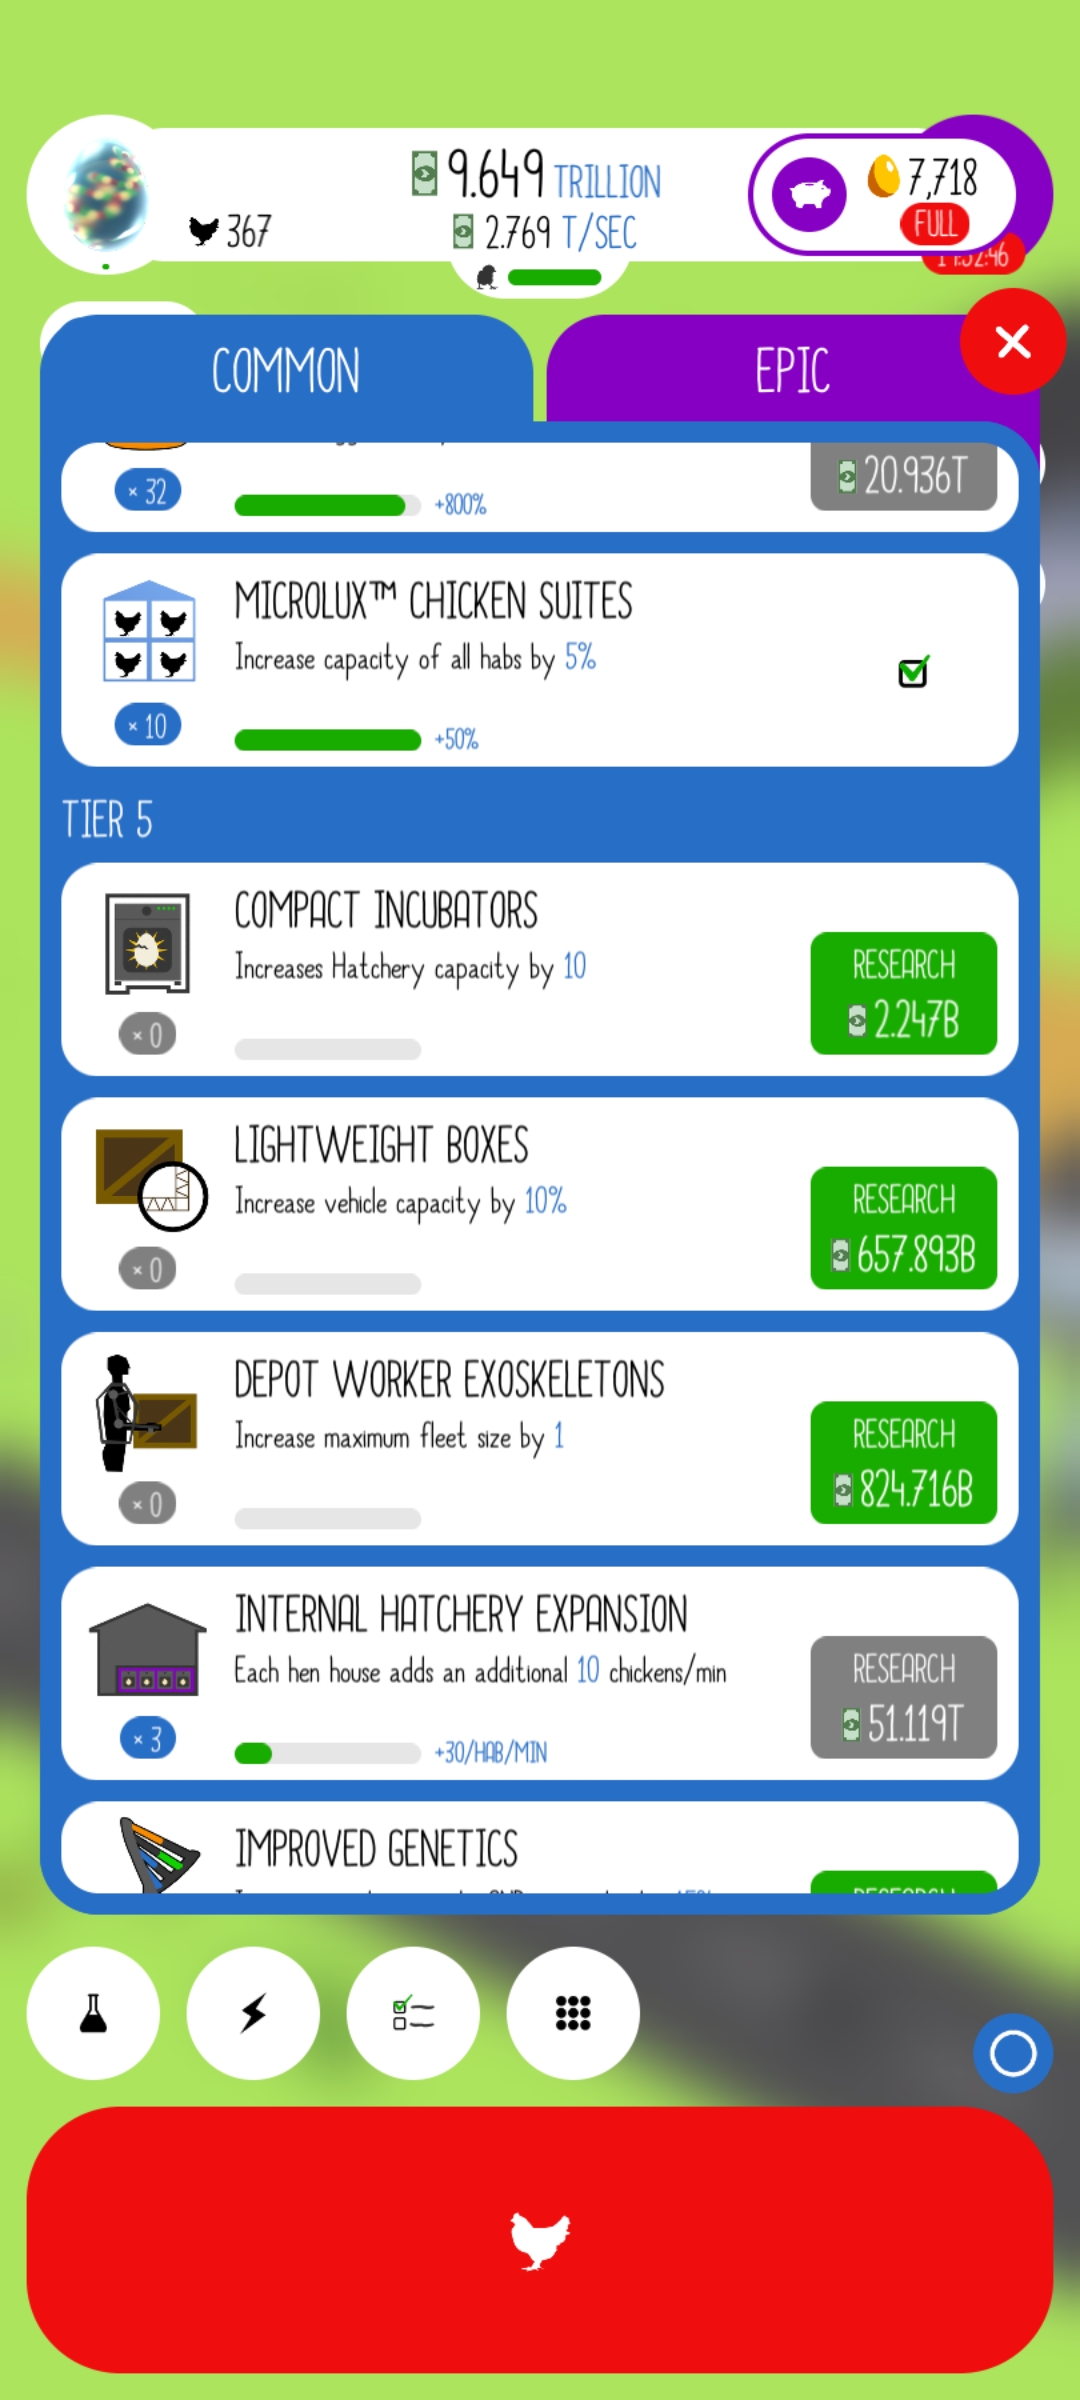 9.649 TRILLION
367
2.769 T/SEC
7,718
FULL
COMMON
EPIC
× 32
+800%
20.936T
MICROLUX™ CHICKEN SUITES
Increase capacity of all habs by 5%
× 10
+50%
TIER 5
COMPACT INCUBATORS
Increases Hatchery capacity by 10
× 0
RESEARCH
2.247B
LIGHTWEIGHT BOXES
Increase vehicle capacity by 10%
× 0
RESEARCH
657.893B
DEPOT WORKER EXOSKELETONS
Increase maximum fleet size by 1
× 0
RESEARCH
824.716B
INTERNAL HATCHERY EXPANSION
Each hen house adds an additional 10 chickens/min
× 3
+30/HAB/MIN
RESEARCH
51.119T
IMPROVED GENETICS